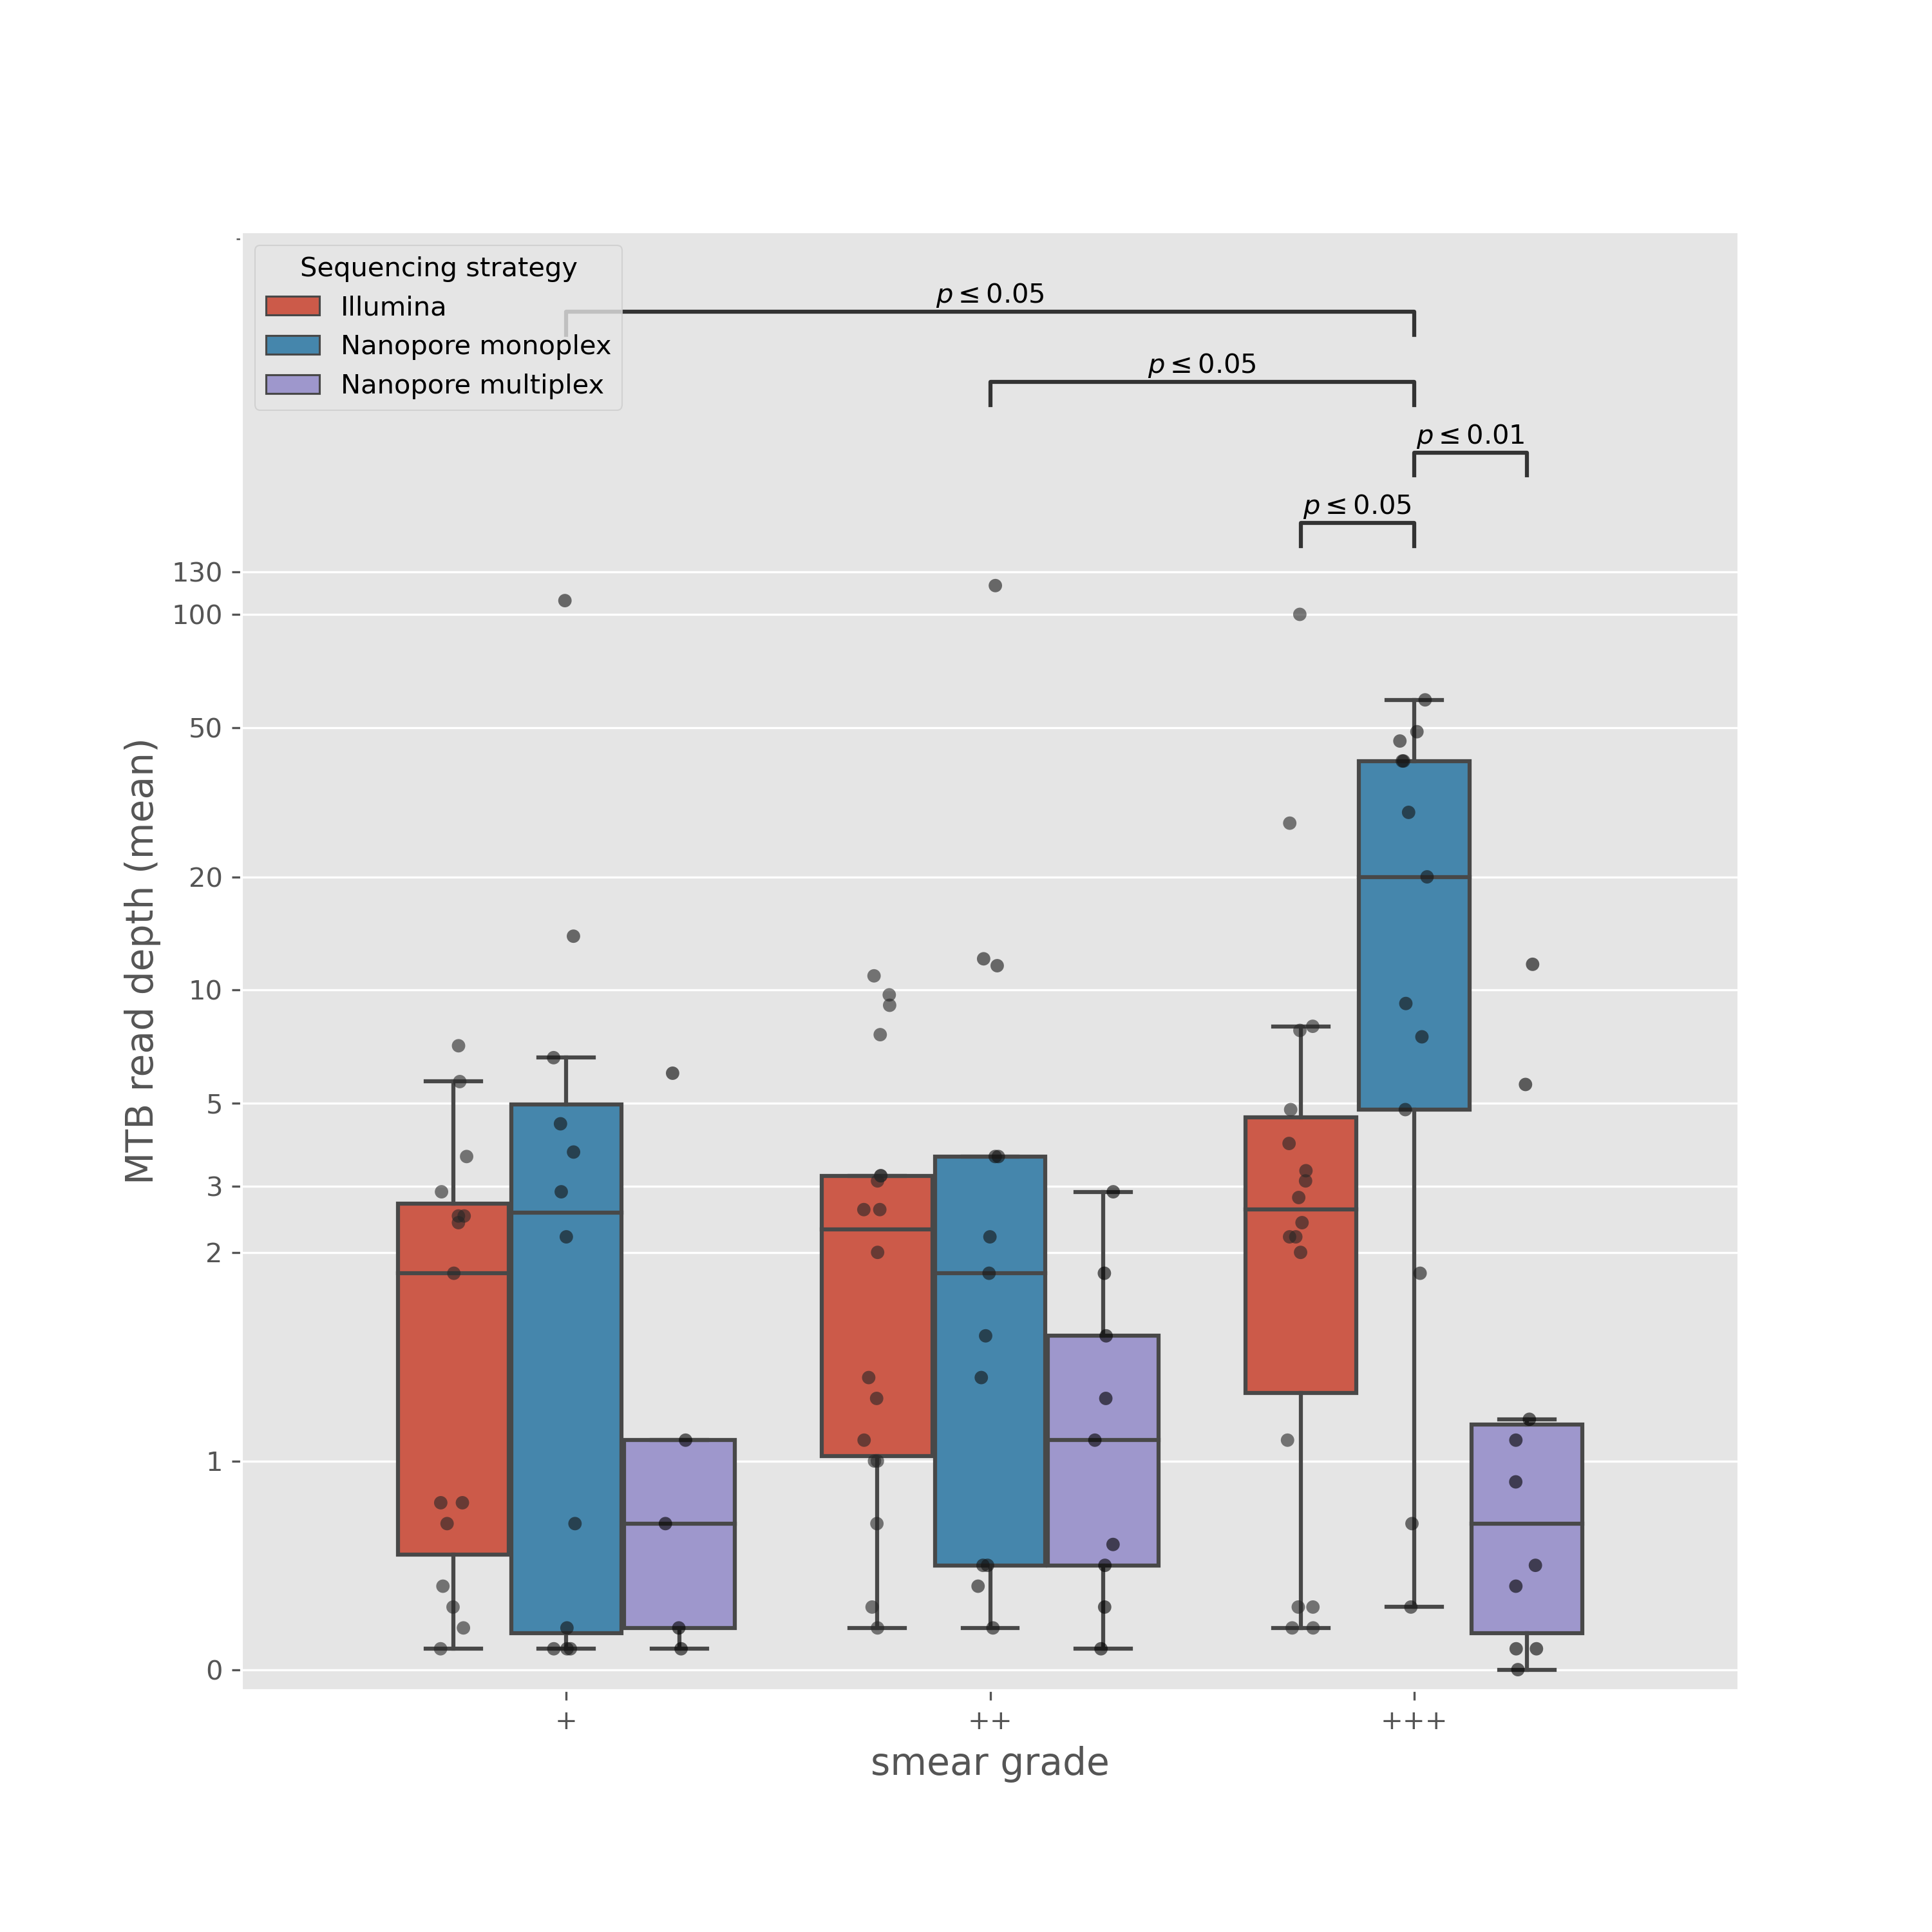 Sequencing strategy
Illumina
Nanopore monoplex
Nanopore multiplex
p ≤ 0.05
p ≤ 0.05
p ≤ 0.01
p ≤ 0.05
130
100
50
20
10
5
3
2
1
0
MTB read depth (mean)
+
++
+++
smear grade